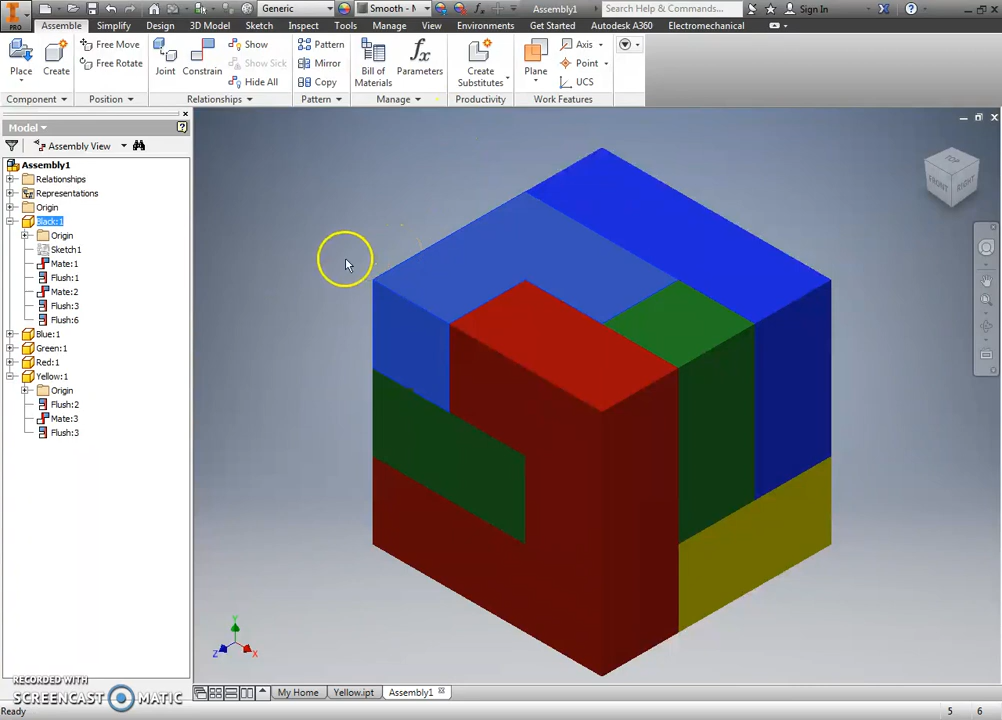 Generic
Smooth -
Assembly1
Search Help & Commands...
Sign In
PRO
Assemble Simplify Design 3D Model Sketch Inspect Tools Manage View Environments Get Started Autodesk A360 Electromechanical
Place
Create
Free Move
Free Rotate
Joint
Constrain
Show
Show Sick
Hide All
Pattern
Mirror
Copy
Bill of
Materials
fx
Parameters
Create
Substitutes
Plane
Axis
Point
UCS
Component Position Relationships Pattern Manage Productivity Work Features
Model
Assembly View
Assembly1
Relationships
Representations
Origin
Black:1
Origin
Sketch1
Mate:1
Flush:1
Mate:2
Flush:3
Flush:6
Blue:1
Green:1
Red:1
Yellow:1
Origin
Flush:2
Mate:3
Flush:3
TOP
FRONT
RIGHT
Y
Z
X
RECORDED WITH
SCREENCAST MATIC
My Home Yellow.ipt Assembly1
Ready
5 6